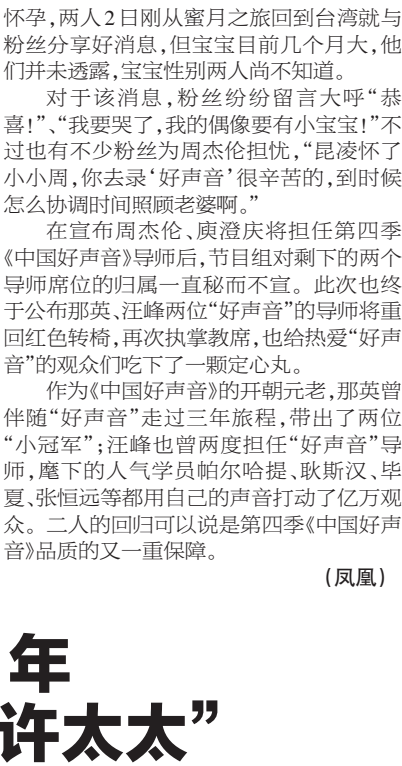 怀孕，两人2日刚从蜜月之旅回到台湾就与
粉丝分享好消息，但宝宝目前几个月大，他
们并未透露，宝宝性别两人尚不知道。
对于该消息，粉丝纷纷留言大呼“恭
喜！”、“我要哭了，我的偶像要有小宝宝！”不
过也有不少粉丝为周杰伦担忧，“昆凌怀了
小小周，你去录‘好声音’很辛苦的，到时候
怎么协调时间照顾老婆啊。”
在宣布周杰伦、庾澄庆将担任第四季
《中国好声音》导师后，节目组对剩下的两个
导师席位的归属一直秘而不宣。此次也终
于公布那英、汪峰两位“好声音”的导师将重
回红色转椅，再次执掌教席，也给热爱“好声
音”的观众们吃下了一颗定心丸。
作为《中国好声音》的开朝元老，那英曾
伴随“好声音”走过三年旅程，带出了两位
“小冠军”；汪峰也曾两度担任“好声音”导
师，麾下的人气学员帕尔哈提、耿斯汉、毕
夏、张恒远等都用自己的声音打动了亿万观
众。二人的回归可以说是第四季《中国好声
音》品质的又一重保障。
（凤凰）
年
许太太”